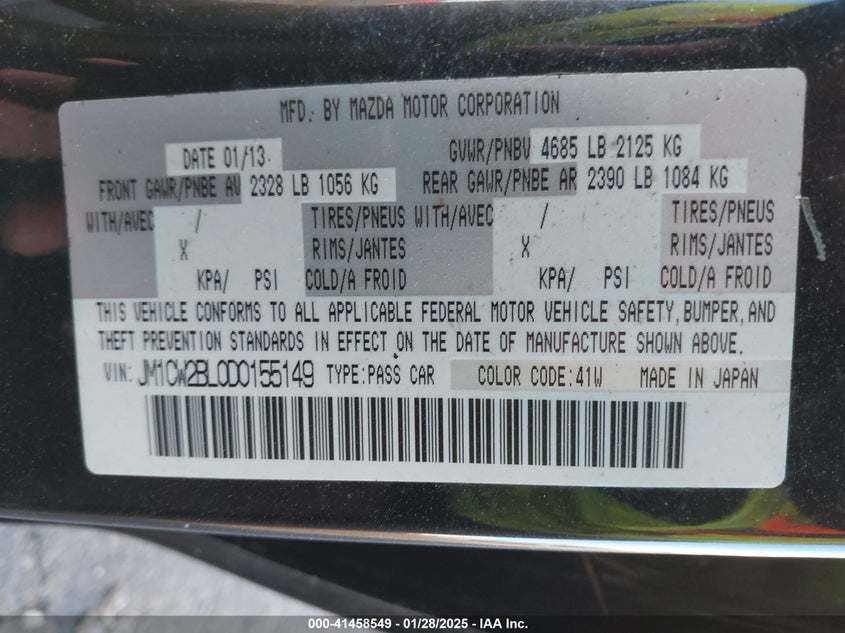 MFD. BY MAZDA MOTOR CORPORATION
DATE 01/13 GVWR/PNBV 4685 LB 2125 KG
FRONT GAWR/PNBE AV 2328 LB 1056 KG REAR GAWR/PNBE AR 2390 LB 1084 KG
WITH/AVEC / TIRES/PNEUS WITH/AVEC / TIRES/PNEUS
X RIMS/JANTES X RIMS/JANTES
KPA/ PSI COLD/A FROID KPA/ PSI COLD/A FROID
THIS VEHICLE CONFORMS TO ALL APPLICABLE FEDERAL MOTOR VEHICLE SAFETY, BUMPER, AND
THEFT PREVENTION STANDARDS IN EFFECT ON THE DATE OF MANUFACTURE SHOWN ABOVE.
VIN: JM1CW2BL0D0155149 TYPE:PASS CAR COLOR CODE:41W MADE IN JAPAN
000-41458549 | 01/28/2025 - IAA Inc.